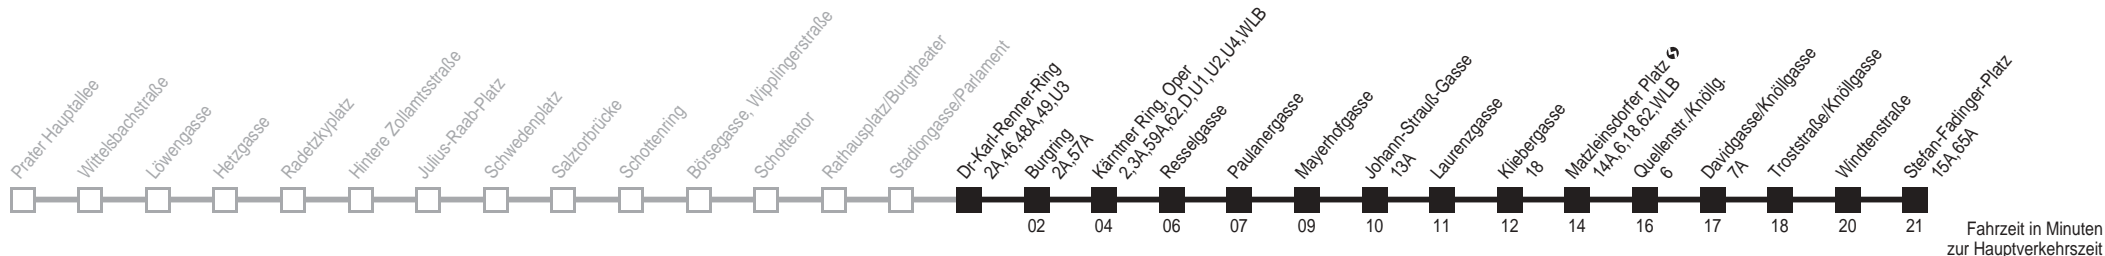 Prater Hauptallee
Wittelsbachstraße
Löwengasse
Hetzgasse
Radetzkyplatz
Hintere Zollamtsstraße
Julius-Raab-Platz
Schwedenplatz
Salztorbrücke
Schottenring
Börsegasse, Wipplingerstraße
Schottentor
Rathausplatz/Burgtheater
Stadiongasse/Parlament
Dr-Karl-Renner-Ring
2A,46,48A,49,U3
Burgring
2A,57A
Kärntner Ring, Oper
2,3A,59A,62,D,U1,U2,U4,WLB
Resselgasse
Paulanergasse
Mayerhofgasse
Johann-Strauß-Gasse
13A
Laurenzgasse
Kliebergasse
18
Matzleinsdorfer Platz
14A,6,18,62,WLB
Quellenstr./Knöllg.
6
Davidgasse/Knöllgasse
7A
Troststraße/Knöllgasse
Windtenstraße
Stefan-Fadinger-Platz
15A,65A
02 04 06 07 09 10 11 12 14 16 17 18 20 21
Fahrzeit in Minuten
zur Hauptverkehrszeit